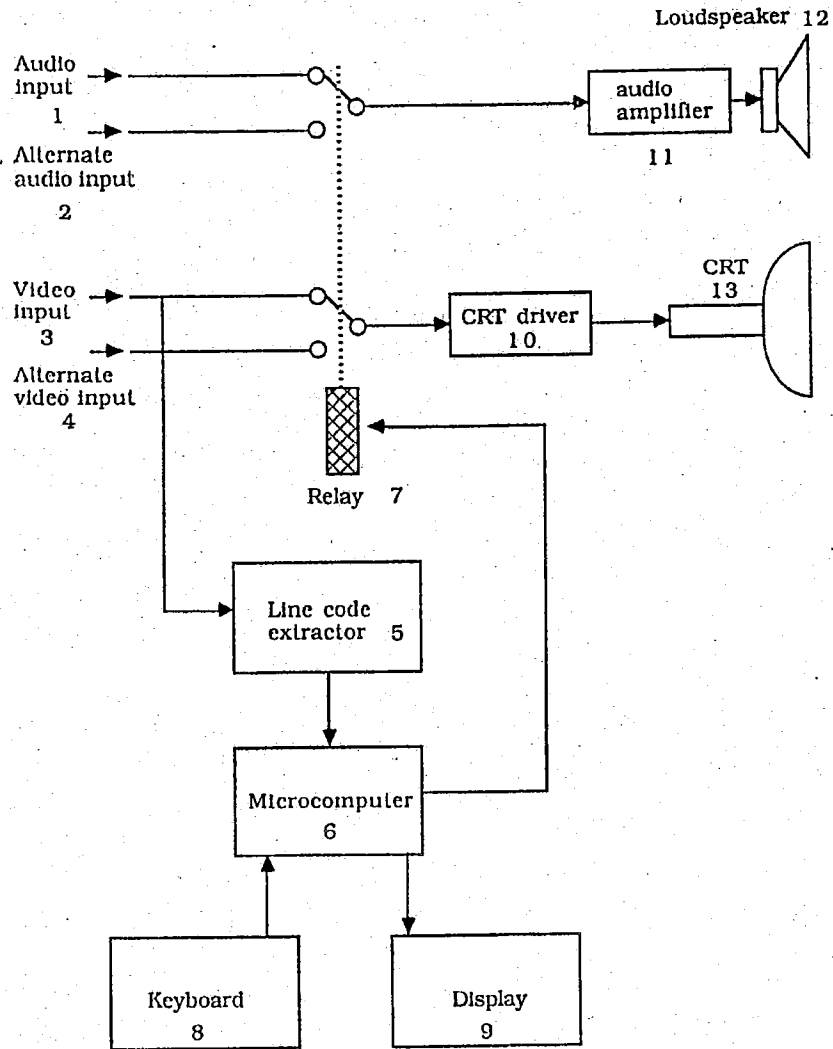 Loudspeaker 12
Audio
input
1
audio
amplifier
11
Alternate
audio input
2
Video
input
3
CRT
13
CRT driver
10.
Alternate
video input
4
Relay 7
Line code
extractor 5
Microcomputer
6
Keyboard
8
Display
9